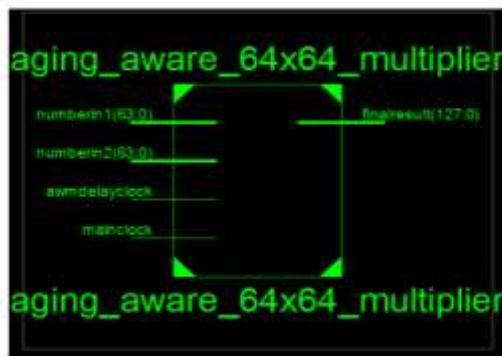 aging_aware_64x64_multiplier
numberin1(63:0)
finalresult(127:0)
numberin2(63:0)
awmdelayclock
mainclock
aging_aware_64x64_multiplier